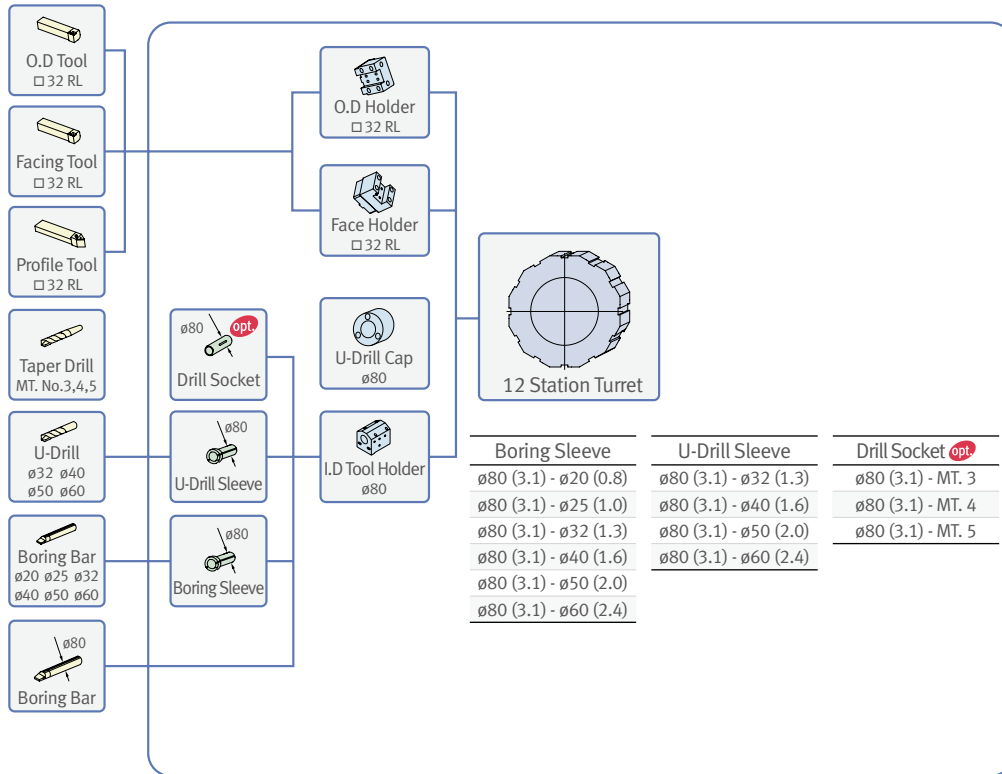 O.D Tool
□ 32 RL
Facing Tool
□ 32 RL
Profile Tool
□ 32 RL
Taper Drill
MT. No.3,4,5
U-Drill
ø32 ø40
ø50 ø60
Boring Bar
ø20 ø25 ø32
ø40 ø50 ø60
ø80
Boring Bar
ø80 opt.
Drill Socket
ø80
U-Drill Sleeve
ø80
Boring Sleeve
O.D Holder
□ 32 RL
Face Holder
□ 32 RL
U-Drill Cap
ø80
I.D Tool Holder
ø80
12 Station Turret
Boring Sleeve
ø80 (3.1) - ø20 (0.8)
ø80 (3.1) - ø25 (1.0)
ø80 (3.1) - ø32 (1.3)
ø80 (3.1) - ø40 (1.6)
ø80 (3.1) - ø50 (2.0)
ø80 (3.1) - ø60 (2.4)
U-Drill Sleeve
ø80 (3.1) - ø32 (1.3)
ø80 (3.1) - ø40 (1.6)
ø80 (3.1) - ø50 (2.0)
ø80 (3.1) - ø60 (2.4)
Drill Socket opt.
ø80 (3.1) - MT. 3
ø80 (3.1) - MT. 4
ø80 (3.1) - MT. 5